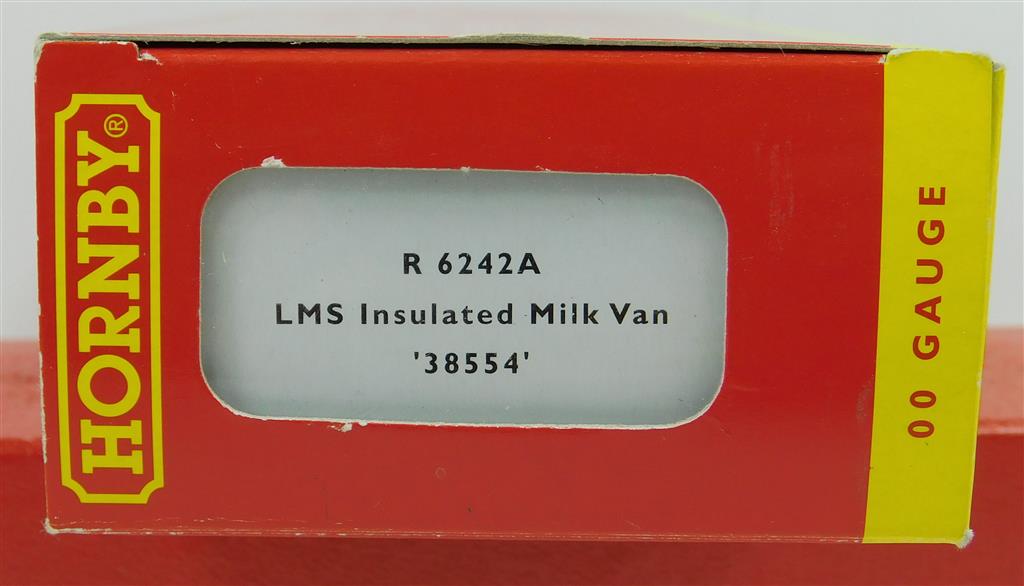 HORNBY®
R 6242A
LMS Insulated Milk Van
'38554'
00 GAUGE